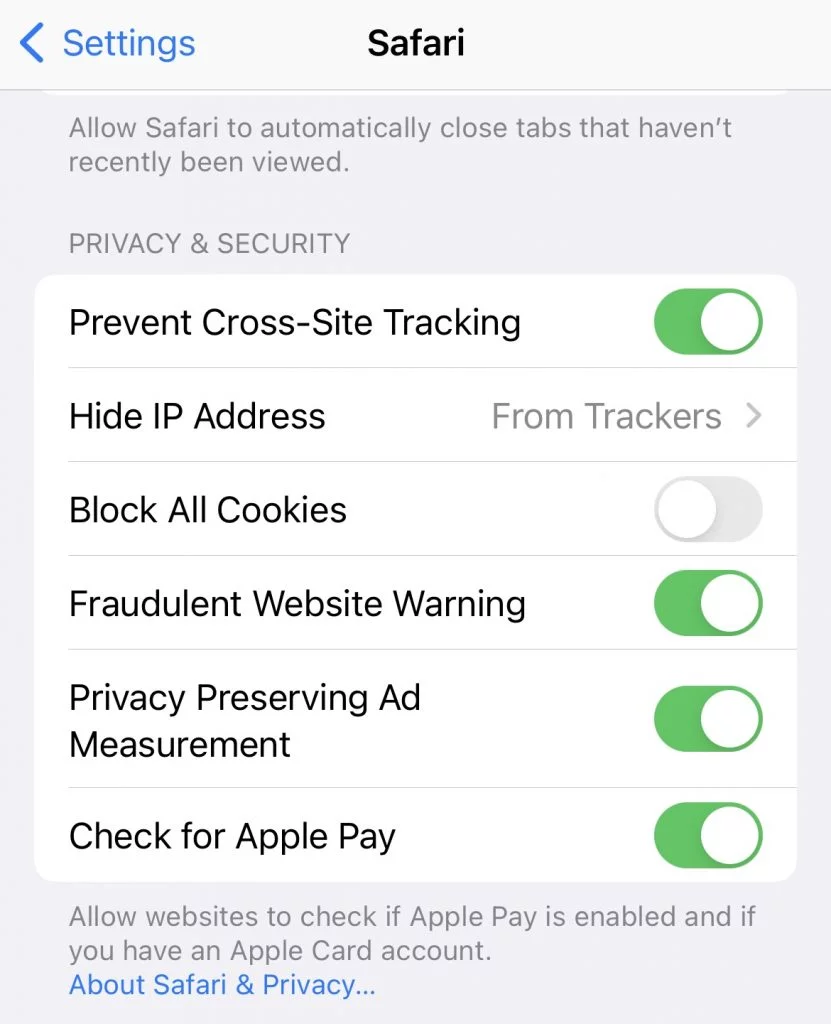 Settings
Safari
Allow Safari to automatically close tabs that haven’t
recently been viewed.
PRIVACY & SECURITY
Prevent Cross-Site Tracking
Hide IP Address From Trackers
Block All Cookies
Fraudulent Website Warning
Privacy Preserving Ad
Measurement
Check for Apple Pay
Allow websites to check if Apple Pay is enabled and if
you have an Apple Card account.
About Safari & Privacy...